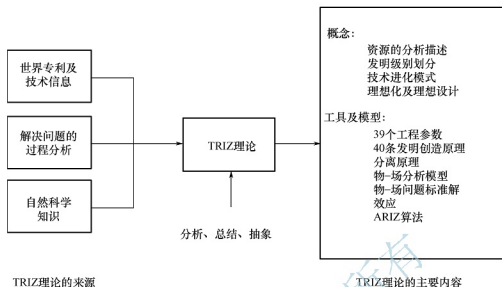 世界专利及
技术信息
解决问题的
过程分析
自然科学
知识
TRIZ理论
分析、总结、抽象
概念：
资源的分析描述
发明级别划分
技术进化模式
理想化及理想设计
工具及模型：
39个工程参数
40条发明创造原理
分离原理
物-场分析模型
物-场问题标准解
效应
ARIZ算法
TRIZ理论的来源
TRIZ理论的主要内容
所有